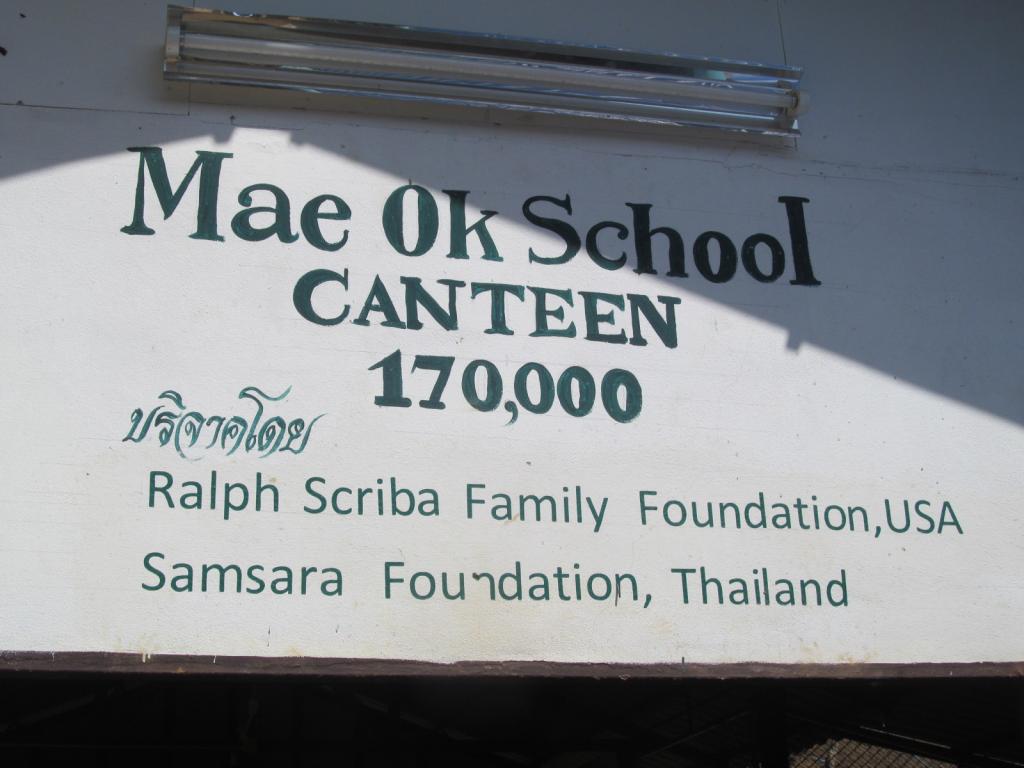 Mae Ok School
CANTEEN
170,000
บริจาคโดย
Ralph Scriba Family Foundation,USA
Samsara Foundation, Thailand